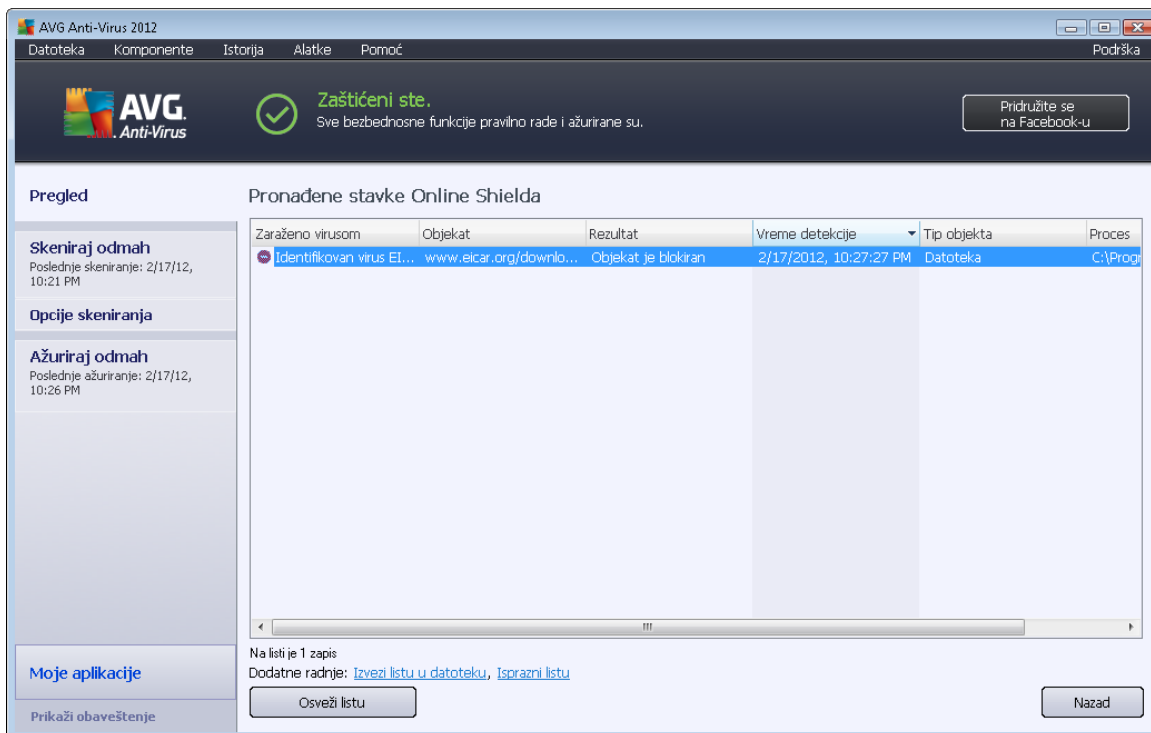 AVG Anti-Virus 2012
Datoteka Komponente Istorija Alatke Pomoć Podrška
AVG.
Anti-Virus
Zaštićeni ste.
Sve bezbednosne funkcije pravilno rade i ažurirane su.
Pridružite se
na Facebook-u
Pregled
Skeniraj odmah
Poslednje skeniranje: 2/17/12,
10:21 PM
Opcije skeniranja
Ažuriraj odmah
Poslednje ažuriranje: 2/17/12,
10:26 PM
Moje aplikacije
Prikaži obaveštenje
Pronađene stavke Online Shielda
Zaraženo virusom Objekat Rezultat Vreme detekcije Tip objekta Proces
Identifikovan virus EI... www.eicar.org/downlo... Objekat je blokiran 2/17/2012, 10:27:27 PM Datoteka C:\Progr
Na listi je 1 zapis
Dodatne radnje: Izvezi listu u datoteku, Isprazni listu
Osveži listu Nazad